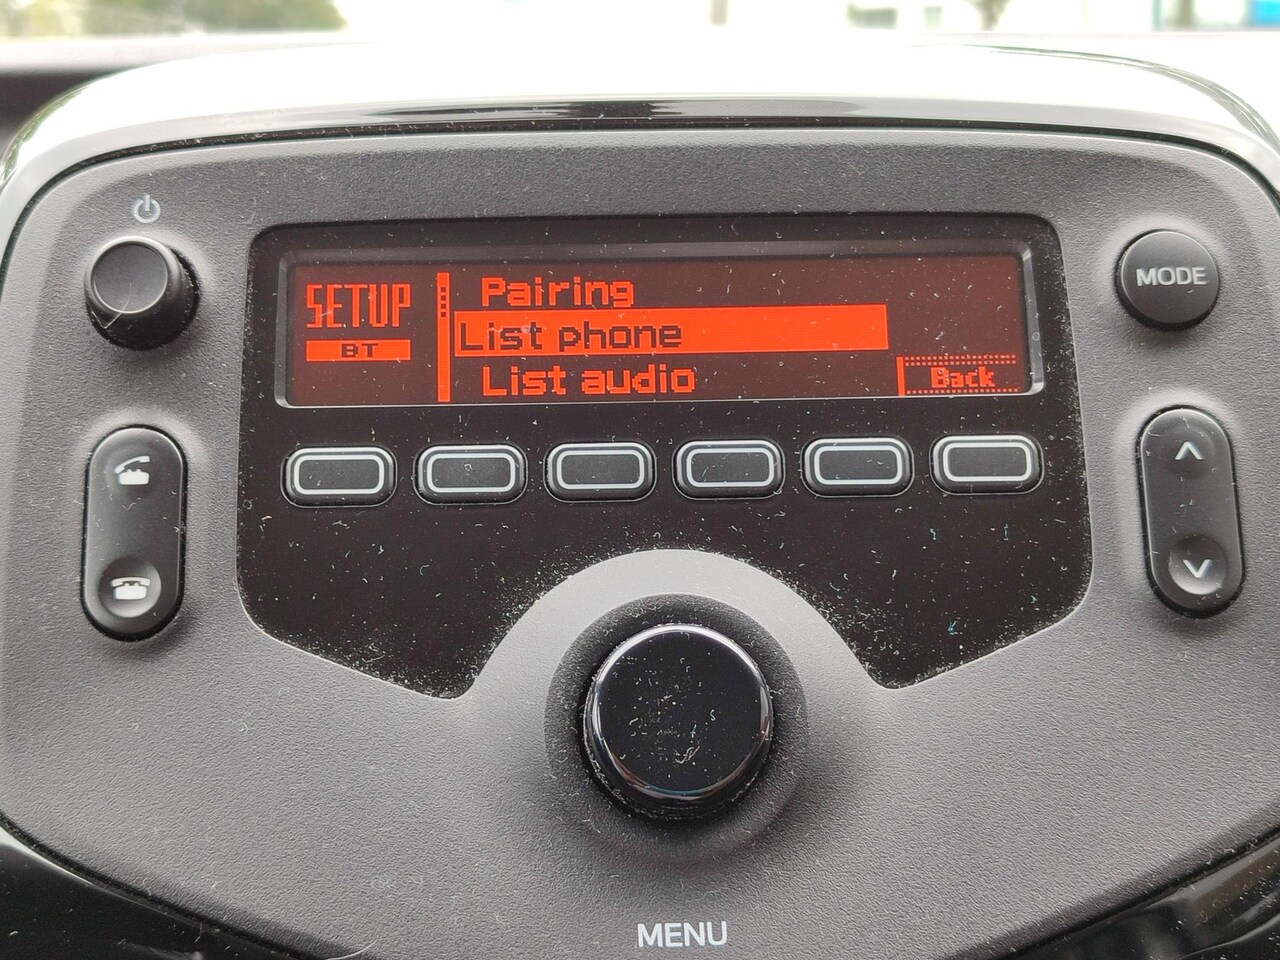 SETUP
BT
Pairing
List phone
List audio
Back
MODE
MENU